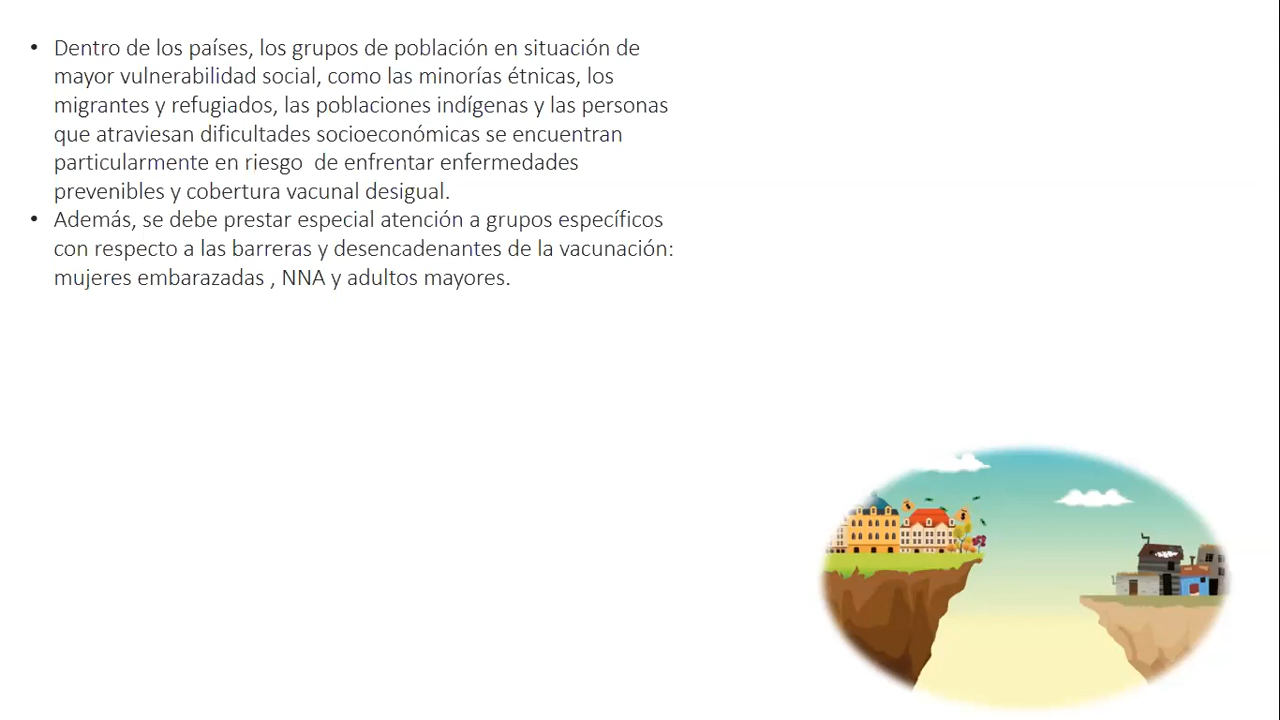 • Dentro de los países, los grupos de población en situación de
mayor vulnerabilidad social, como las minorías étnicas, los
migrantes y refugiados, las poblaciones indígenas y las personas
que atraviesan dificultades socioeconómicas se encuentran
particularmente en riesgo  de enfrentar enfermedades
prevenibles y cobertura vacunal desigual.
• Además, se debe prestar especial atención a grupos específicos
con respecto a las barreras y desencadenantes de la vacunación:
mujeres embarazadas , NNA y adultos mayores.